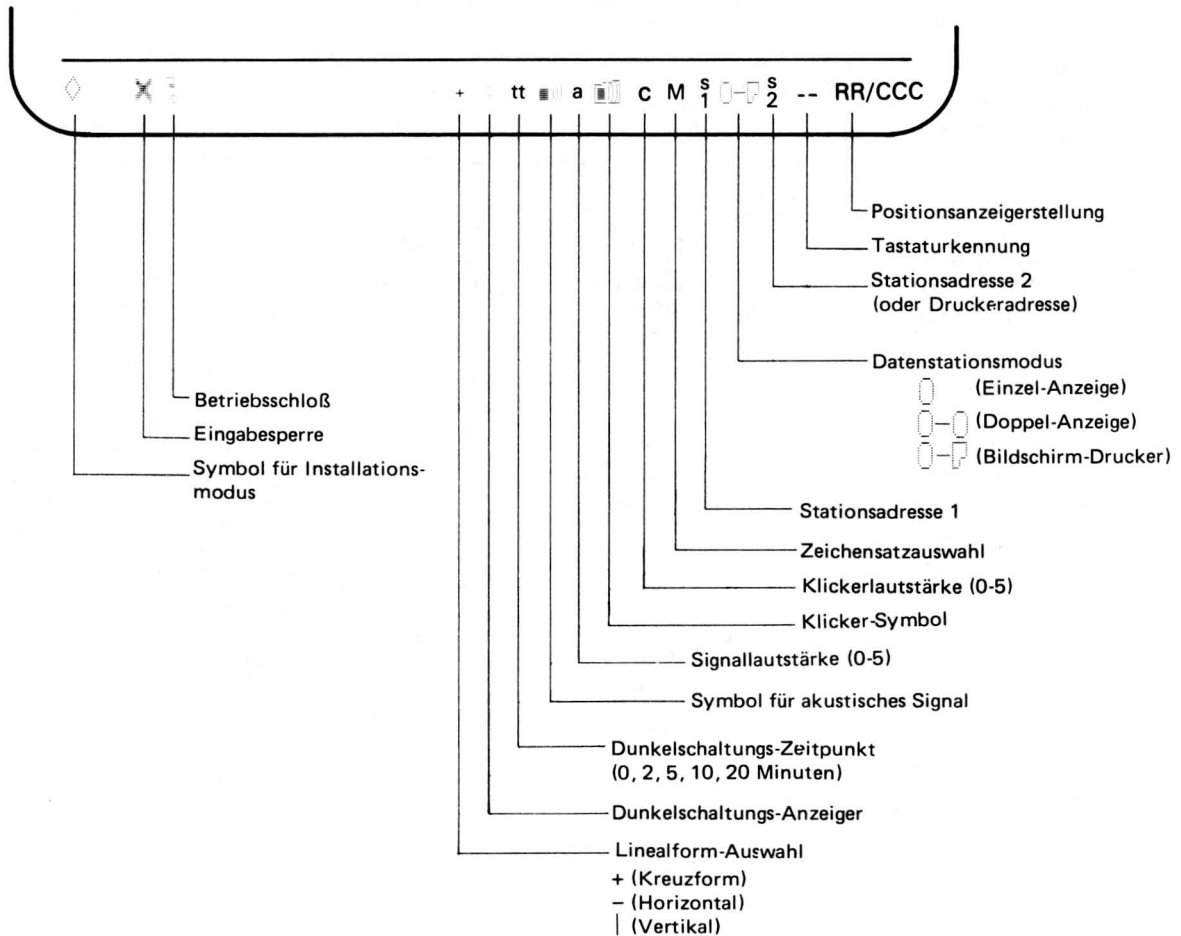 + tt a c M S1 S2 -- RR/CCC
Positionsanzeigerstellung
Tastaturkennung
Stationsadresse 2
(oder Druckeradresse)
Datenstationsmodus
(Einzel-Anzeige)
(Doppel-Anzeige)
(Bildschirm-Drucker)
Betriebsschloß
Eingabesperre
Symbol für Installations-
modus
Stationsadresse 1
Zeichensatzauswahl
Klickerlautstärke (0-5)
Klicker-Symbol
Signallautstärke (0-5)
Symbol für akustisches Signal
Dunkelschaltungs-Zeitpunkt
(0, 2, 5, 10, 20 Minuten)
Dunkelschaltungs-Anzeiger
Linealform-Auswahl
+ (Kreuzform)
– (Horizontal)
| (Vertikal)